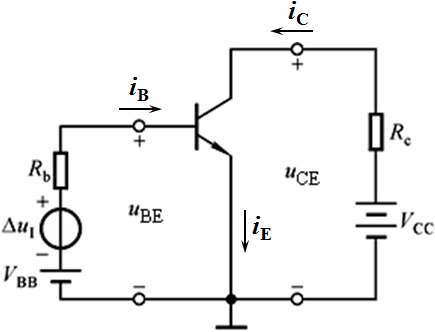 i_C
+
i_B
+
R_b
R_c
+
Δu_I
−
u_BE
u_CE
i_E
V_CC
V_BB
−
−